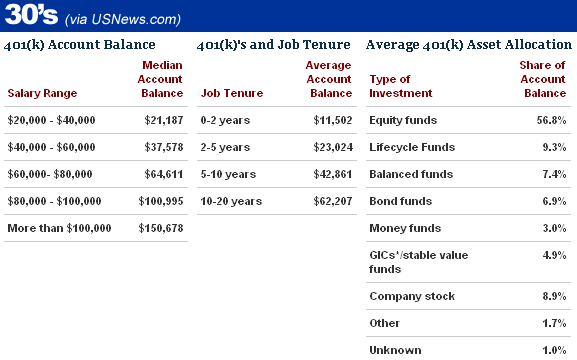 30's (via USNews.com)
401(k) Account Balance
Salary Range Median Account Balance
$20,000 - $40,000 $21,187
$40,000 - $60,000 $37,578
$60,000- $80,000 $64,611
$80,000 - $100,000 $100,995
More than $100,000 $150,678
401(k)'s and Job Tenure
Job Tenure Average Account Balance
0-2 years $11,502
2-5 years $23,024
5-10 years $42,861
10-20 years $62,207
Average 401(k) Asset Allocation
Type of Investment Share of Account Balance
Equity funds 56.8%
Lifecycle Funds 9.3%
Balanced funds 7.4%
Bond funds 6.9%
Money funds 3.0%
GICs*/stable value funds 4.9%
Company stock 8.9%
Other 1.7%
Unknown 1.0%